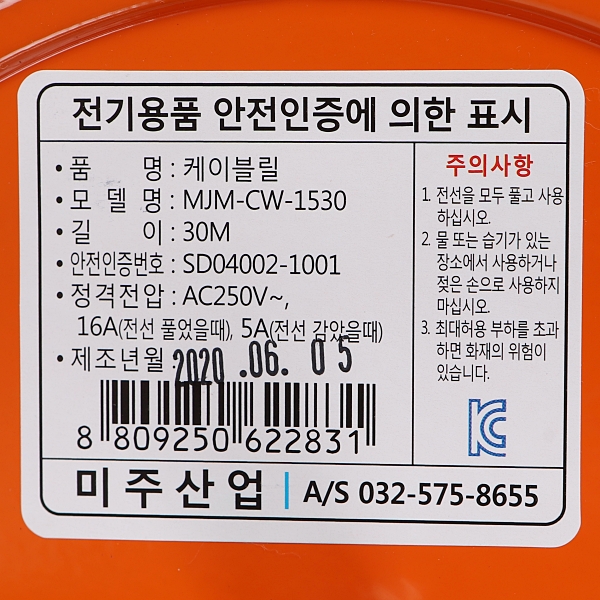 전기용품 안전인증에 의한 표시
• 품 명 : 케이블릴
• 모 델 명 : MJM-CW-1530
• 길 이 : 30M
• 안전인증번호 : SD04002-1001
• 정격전압 : AC250V~,
16A(전선 풀었을때), 5A(전선 감았을때)
• 제조년월 : 2020 .06. 05
8 809250 622831
주의사항
1. 전선을 모두 풀고 사용
하십시오.
2. 물 또는 습기가 있는
장소에서 사용하거나
젖은 손으로 사용하지
마십시오.
3. 최대허용 부하를 초과
하면 화재의 위험이
있습니다.
KC
미주산업 | A/S 032-575-8655